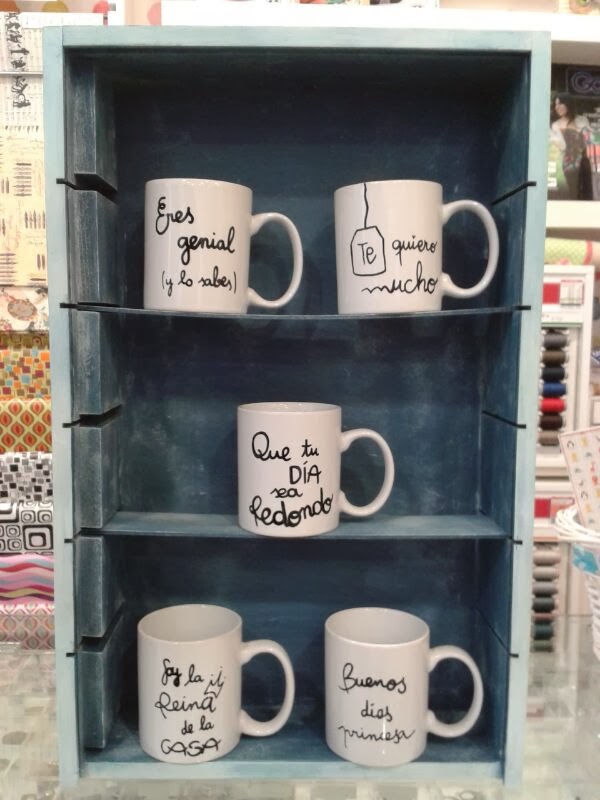 Eres
genial
(y lo sabes)
Te quiero
mucho
Que tu
DÍA
sea
Redondo
Soy la
Reina
de la
CASA
Buenos
días
princesa